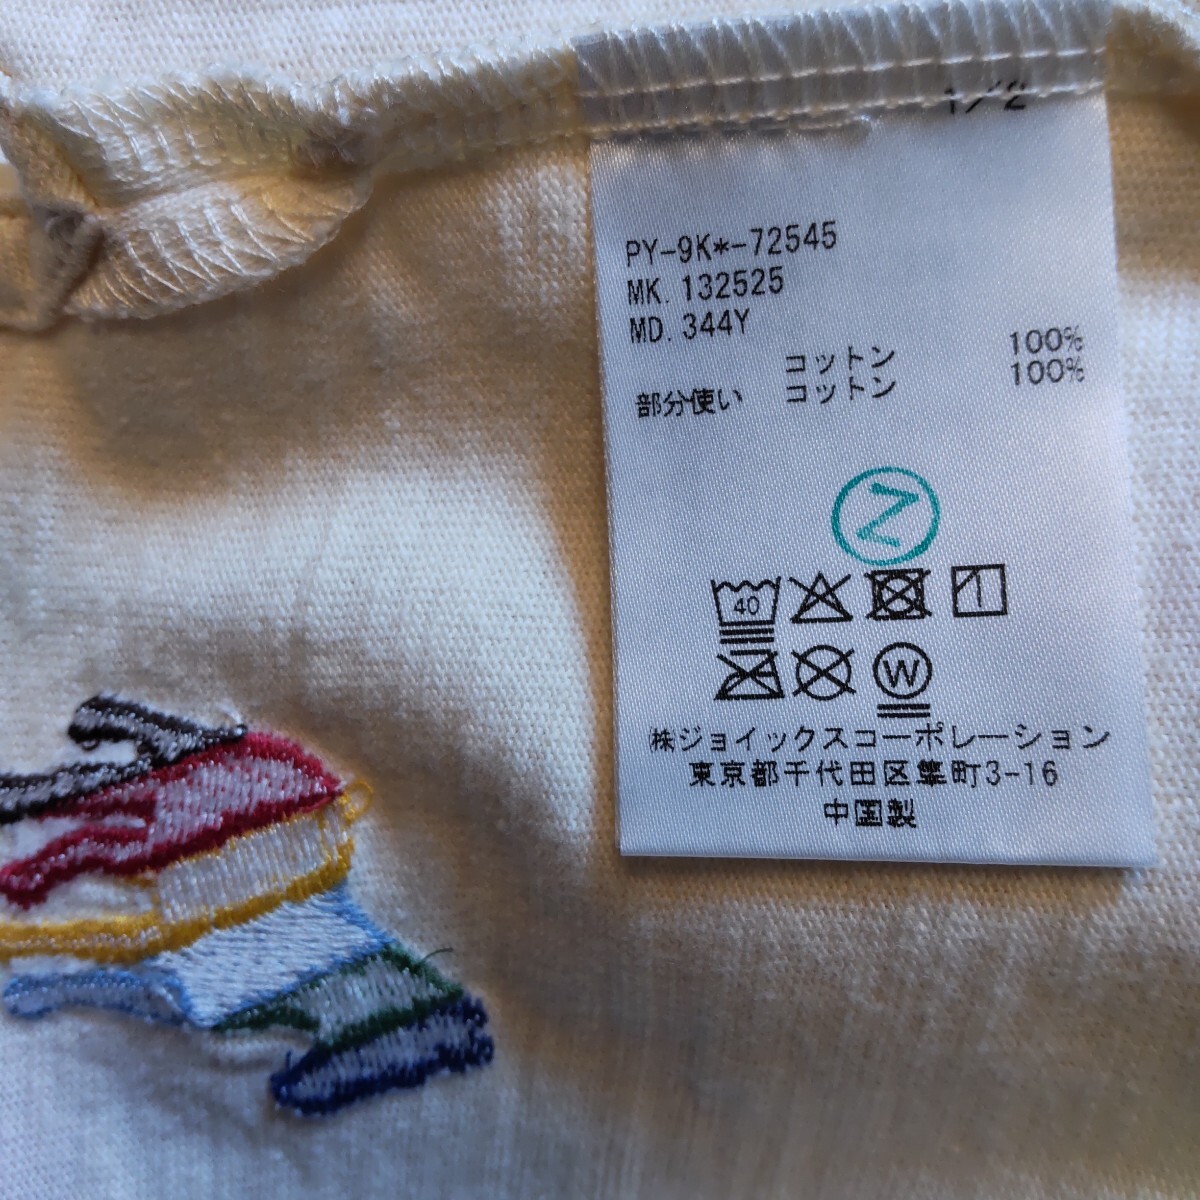 1/2
PY-9K*-72545
MK. 132525
MD. 344Y
コットン 100%
部分使い コットン 100%
Z
40
W
㈱ジョイックスコーポレーション
東京都千代田区隼町3-16
中国製